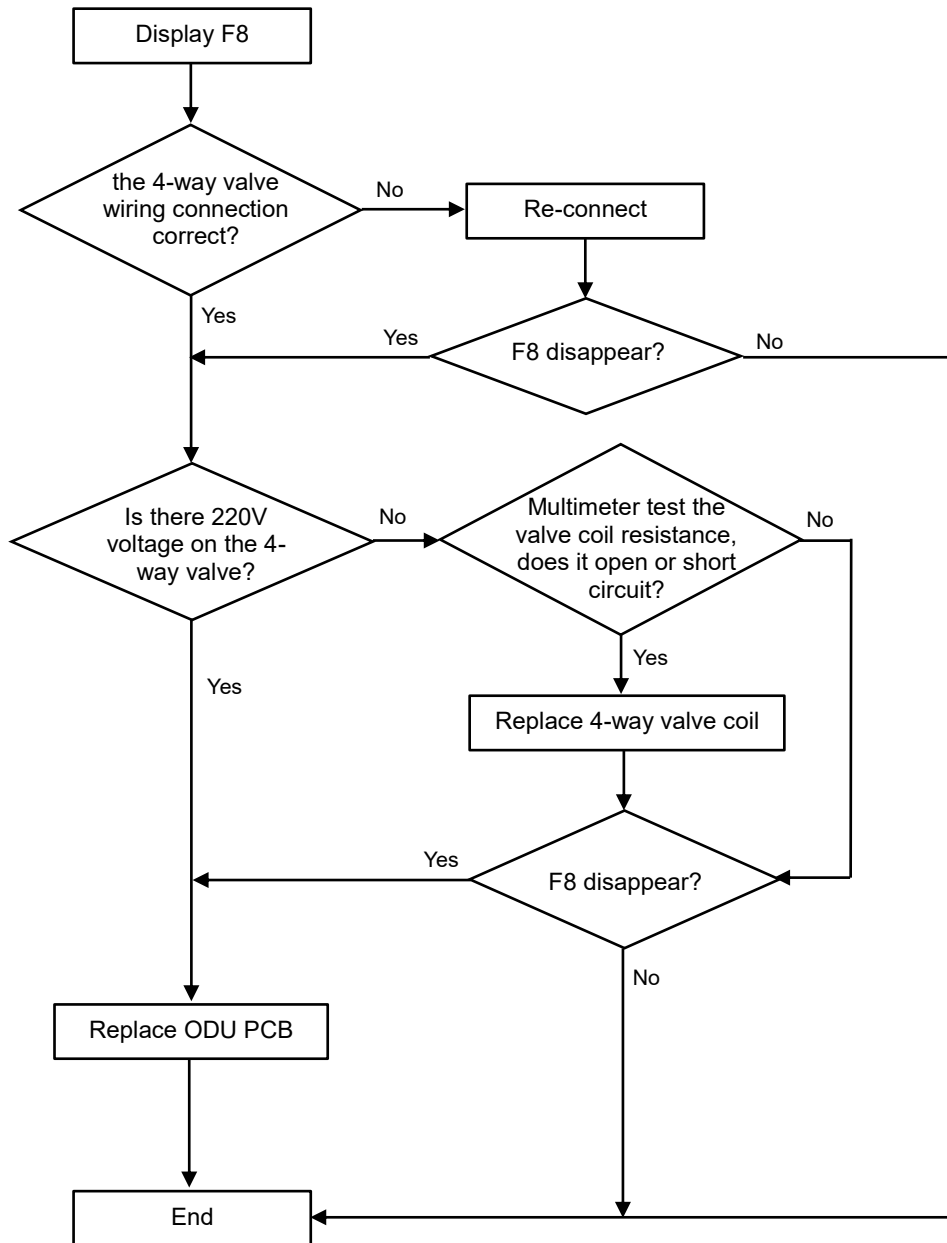 Display F8
the 4-way valve
wiring connection
correct?
No
Re-connect
Yes
Yes
F8 disappear?
No
Is there 220V
voltage on the 4-
way valve?
No
Multimeter test the
valve coil resistance,
does it open or short
circuit?
No
Yes
Yes
Replace 4-way valve coil
Yes
F8 disappear?
No
Replace ODU PCB
End